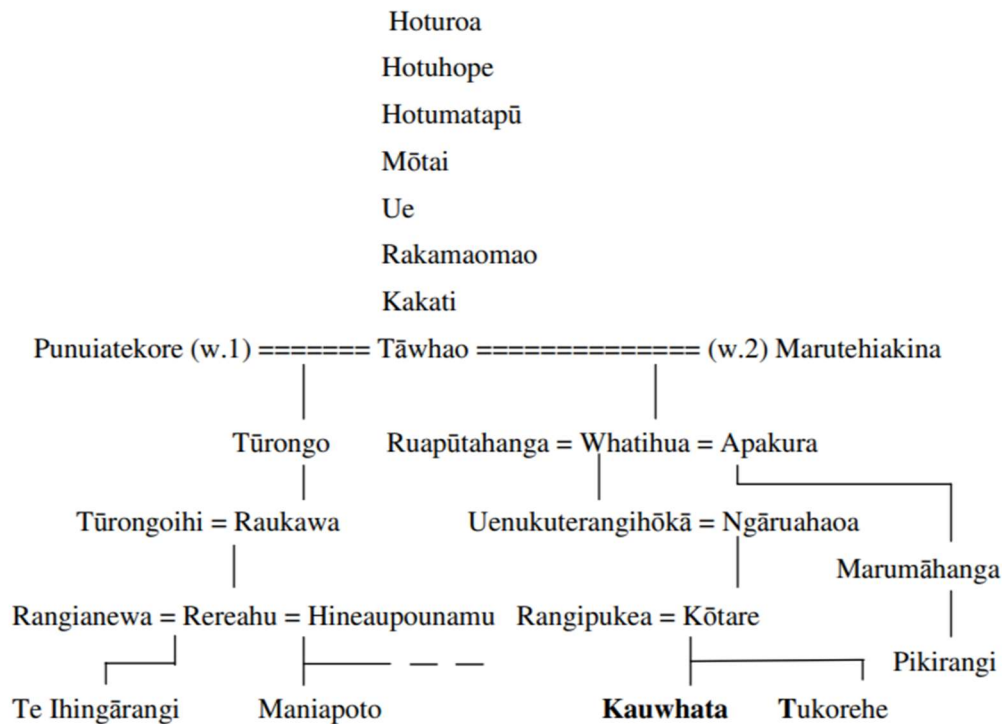 Hoturoa
Hotuhope
Hotumatapū
Mōtai
Ue
Rakamaomao
Kakati
Punuiatekore (w.1) ======= Tāwhao ============== (w.2) Marutehiakina
Tūrongo Ruapūtahanga = Whatihua = Apakura
Tūrongoihi = Raukawa Uenukuterangihōkā = Ngāruahaoa
Marumāhanga
Rangianewa = Rereahu = Hineaupounamu Rangipukea = Kōtare
Pikirangi
Te Ihingārangi Maniapoto Kauwhata Tukorehe